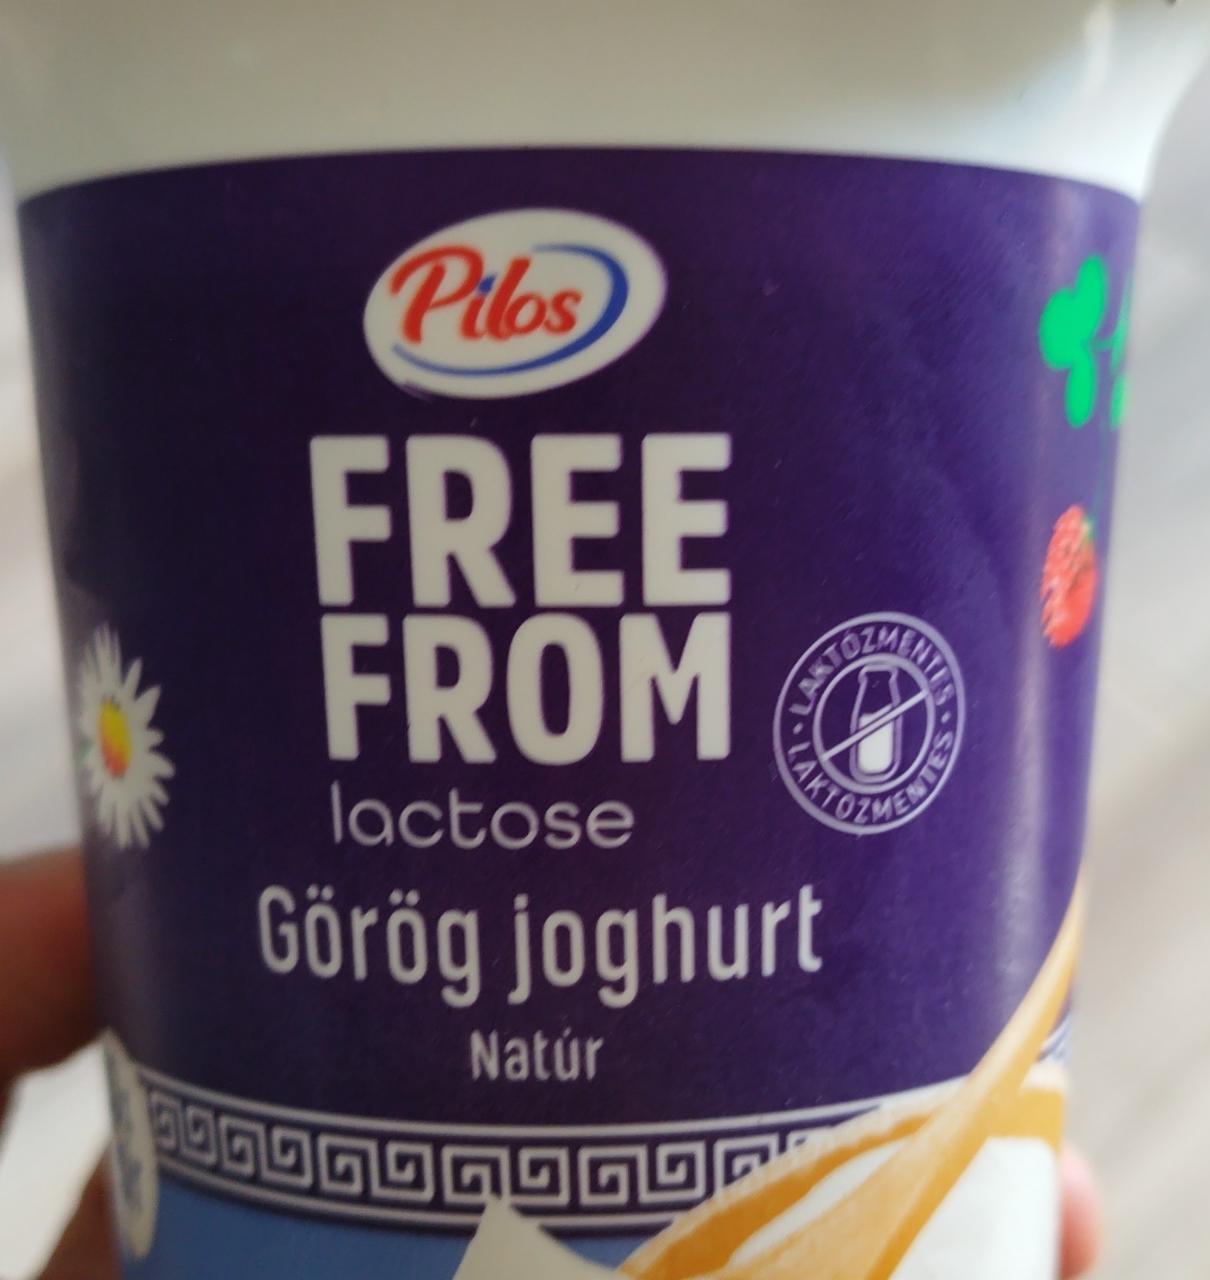 Pilos
FREE
FROM
lactose
LAKTÓZMENTES · LAKTÓZMENTES ·
Görög joghurt
Natúr